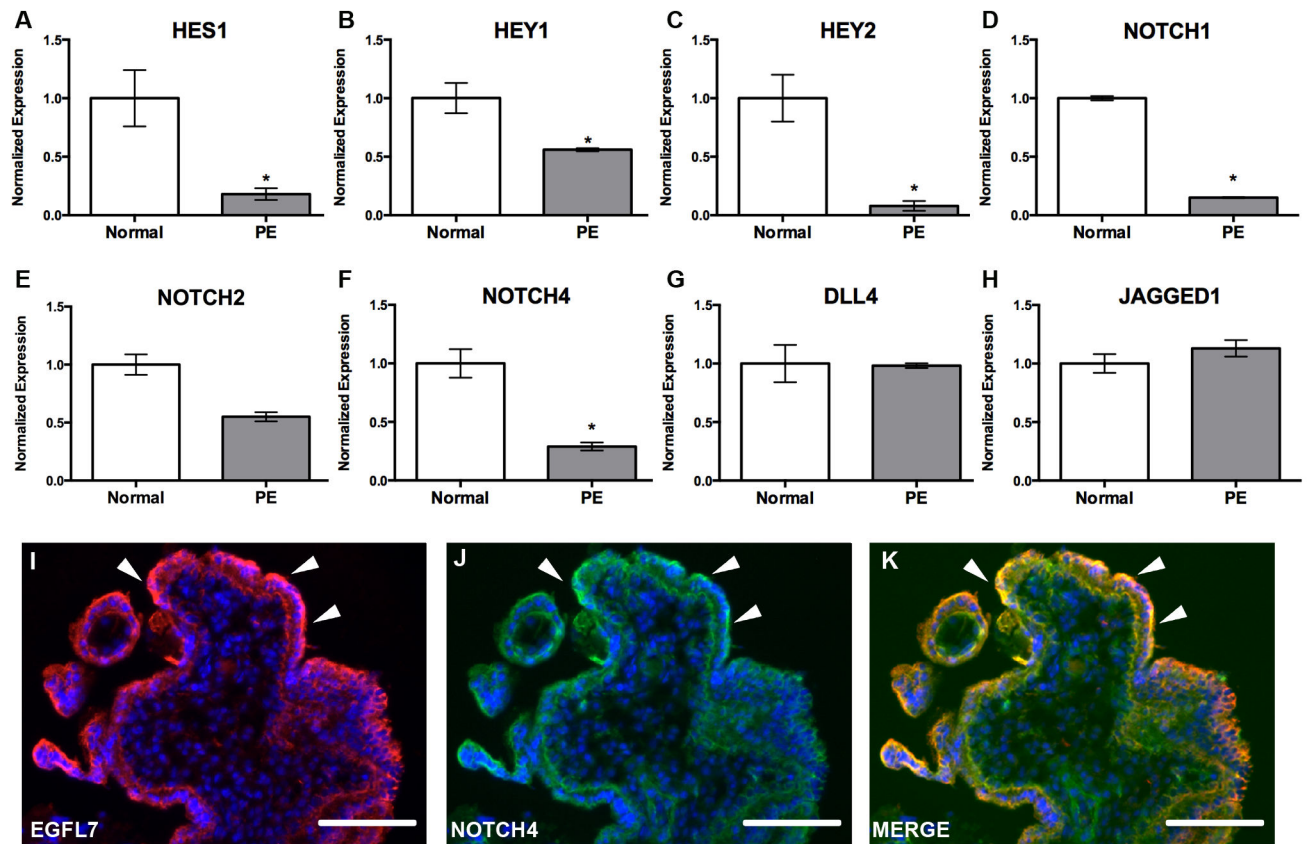 A
HES1
Normalized Expression
1.5
1.0
0.5
0.0
*
Normal
PE
B
HEY1
Normalized Expression
1.5
1.0
0.5
0.0
*
Normal
PE
C
HEY2
Normalized Expression
1.5
1.0
0.5
0.0
*
Normal
PE
D
NOTCH1
Normalized Expression
1.5
1.0
0.5
0.0
*
Normal
PE
E
NOTCH2
Normalized Expression
1.5
1.0
0.5
0.0
Normal
PE
F
NOTCH4
Normalized Expression
1.5
1.0
0.5
0.0
*
Normal
PE
G
DLL4
Normalized Expression
1.5
1.0
0.5
0.0
Normal
PE
H
JAGGED1
Normalized Expression
1.5
1.0
0.5
0.0
Normal
PE
I
EGFL7
J
NOTCH4
K
MERGE